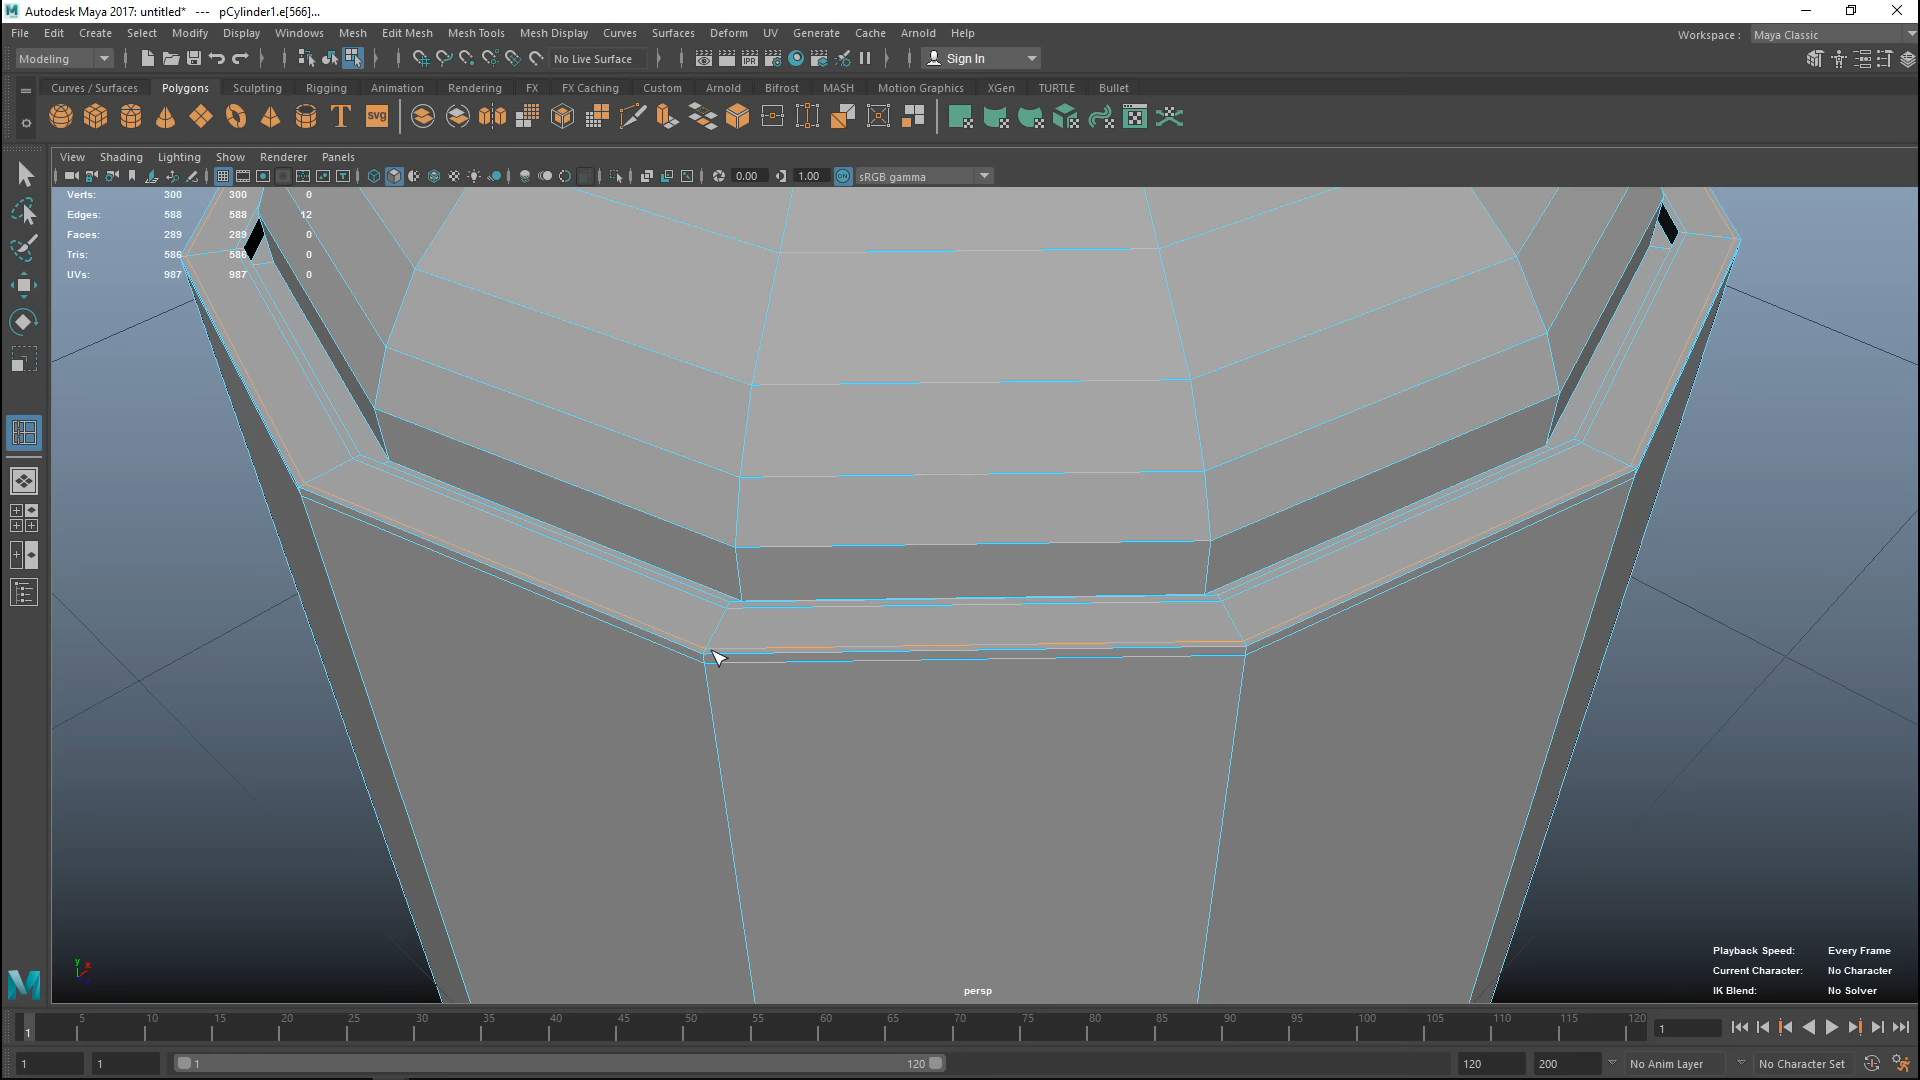 Autodesk Maya 2017: untitled* --- pCylinder1.e[566]...
File Edit Create Select Modify Display Windows Mesh Edit Mesh Mesh Tools Mesh Display Curves Surfaces Deform UV Generate Cache Arnold Help
Workspace : Maya Classic
Modeling No Live Surface IPR Sign In
Curves / Surfaces Polygons Sculpting Rigging Animation Rendering FX FX Caching Custom Arnold Bifrost MASH Motion Graphics XGen TURTLE Bullet
T SVG
View Shading Lighting Show Renderer Panels
0.00 1.00 ON sRGB gamma
Verts: 300 300 0
Edges: 588 588 12
Faces: 289 289 0
Tris: 586 586 0
UVs: 987 987 0
Playback Speed: Every Frame
Current Character: No Character
IK Blend: No Solver
y x
persp
1 5 10 15 20 25 30 35 40 45 50 55 60 65 70 75 80 85 90 95 100 105 110 115 120 1
1 1 1 120 120 200 No Anim Layer No Character Set